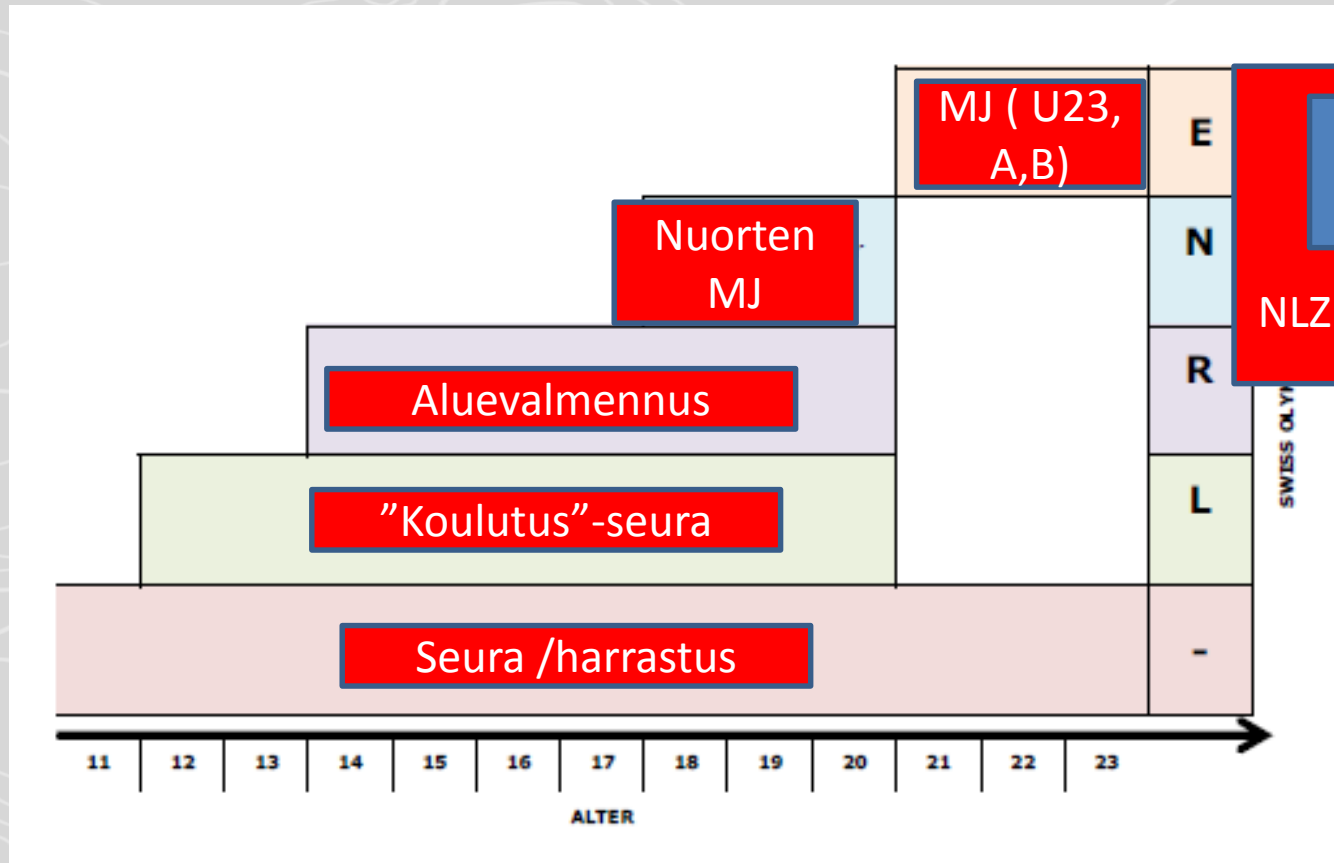 MJ ( U23,
A,B)
E
Nuorten
MJ
N
NLZ
Aluevalmennus
R
”Koulutus”-seura
L
SWISS
Seura /harrastus
-
11 12 13 14 15 16 17 18 19 20 21 22 23
ALTER